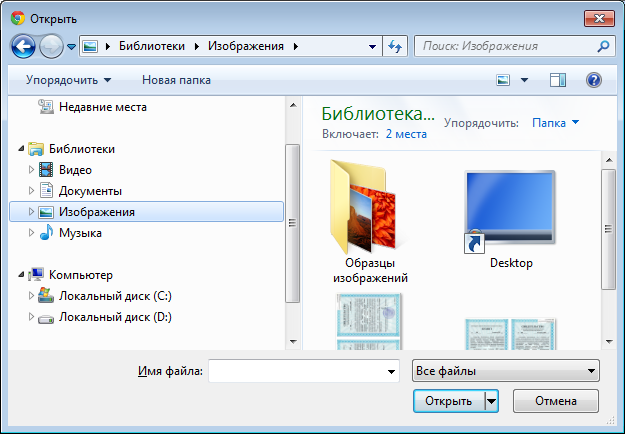 Открыть
Библиотеки Изображения
Поиск: Изображения
Упорядочить Новая папка
Недавние места
Библиотеки
Видео
Документы
Изображения
Музыка
Компьютер
Локальный диск (C:)
Локальный диск (D:)
Библиотека...
Включает: 2 места
Упорядочить: Папка
Образцы
изображений
Desktop
Имя файла:
Все файлы
Открыть
Отмена